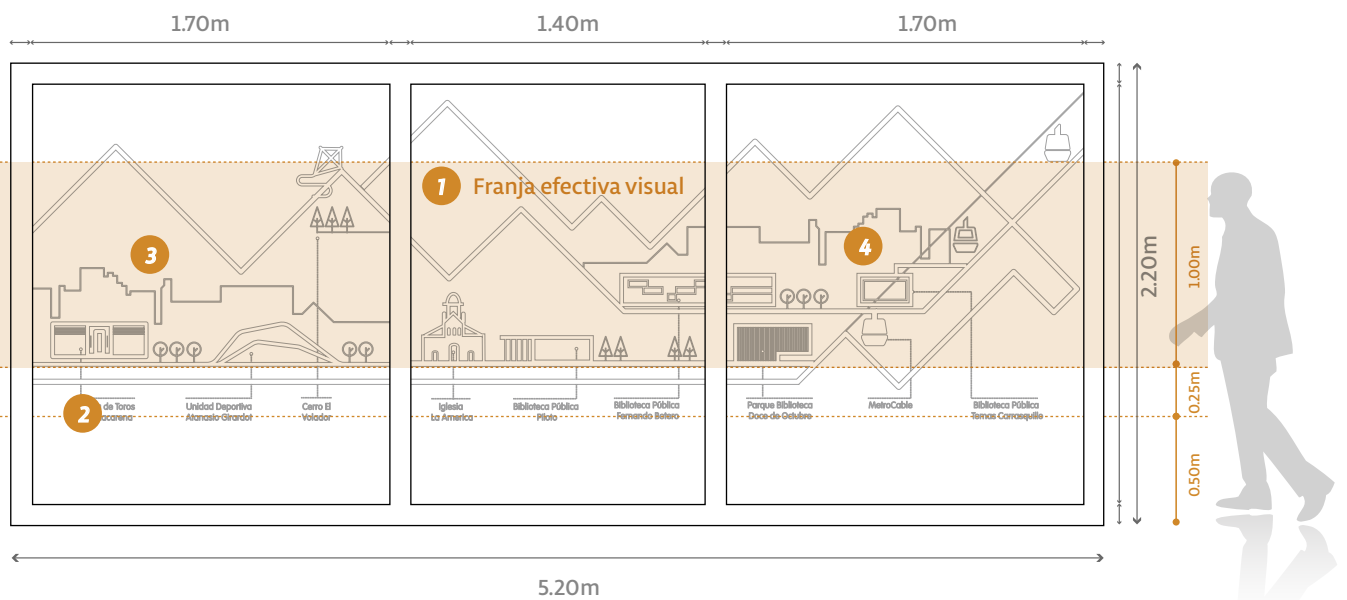 1.70m
1.40m
1.70m
1 Franja efectiva visual
3
4
2.20m
1.00m
0.25m
0.50m
2
de Toros
acarena
Unidad Deportiva
Atanasio Girardot
Cerro El
Volador
Iglesia
La America
Biblioteca Pública
Piloto
Biblioteca Pública
Fernando Botero
Parque Biblioteca
Doce de Octubre
MetroCable
Biblioteca Pública
Tomas Carrasquilla
5.20m